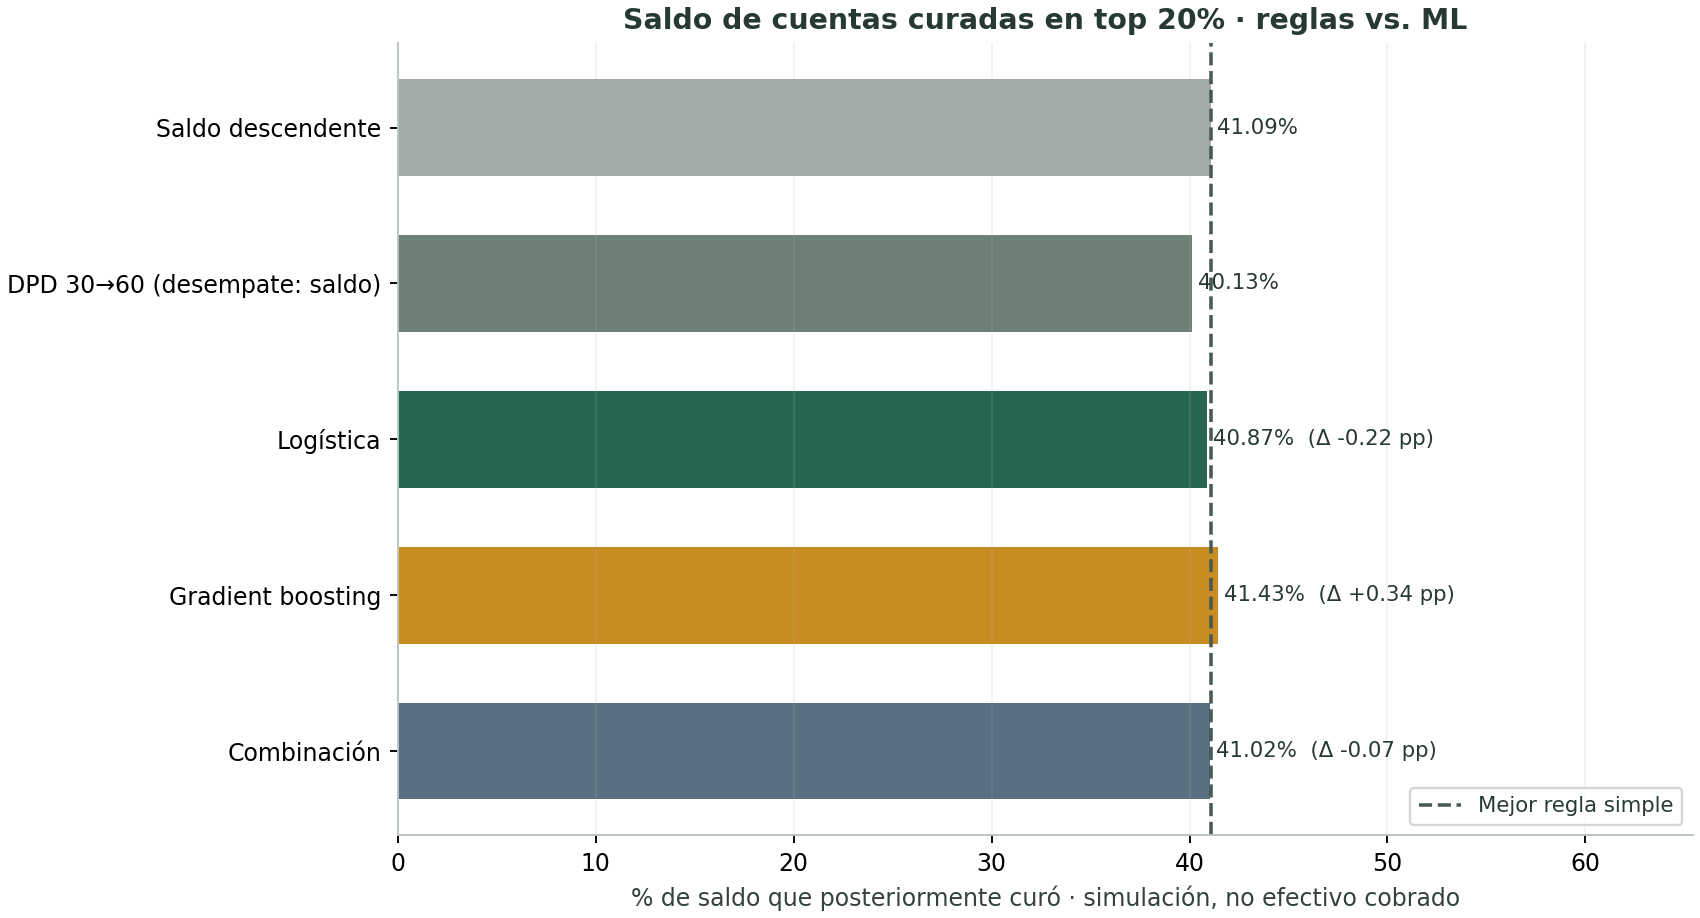 Saldo de cuentas curadas en top 20% · reglas vs. ML
Saldo descendente
41.09%
DPD 30→60 (desempate: saldo)
40.13%
Logística
40.87%  (Δ -0.22 pp)
Gradient boosting
41.43%  (Δ +0.34 pp)
Combinación
41.02%  (Δ -0.07 pp)
Mejor regla simple
0 10 20 30 40 50 60
% de saldo que posteriormente curó · simulación, no efectivo cobrado